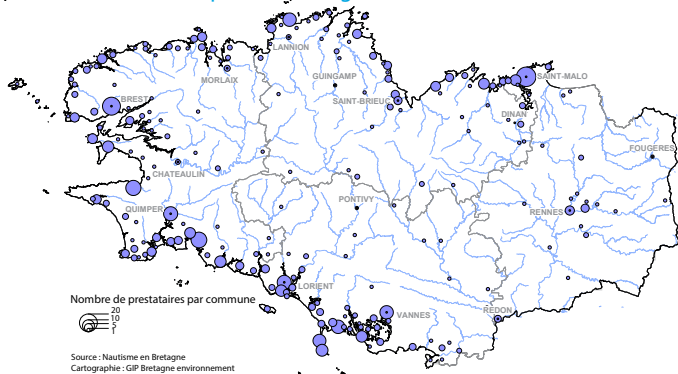 LANNION
MORLAIX
GUINGAMP
SAINT-MALO
BREST
SAINT-BRIEUC
DINAN
FOUGERES
CHATEAULIN
PONTIVY
QUIMPER
RENNES
LORIENT
VANNES
REDON
Nombre de prestataires par commune
20
10
5
1
Source : Nautisme en Bretagne
Cartographie : GIP Bretagne environnement